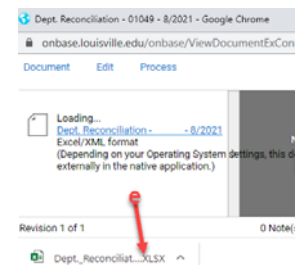 Dept. Reconciliation - 01049 - 8/2021 - Google Chrome
onbase.louisville.edu/onbase/ViewDocumentExCon
Document Edit Process
Loading...
Dept. Reconciliation - - 8/2021
Excel/XML format
(Depending on your Operating System settings, this d
externally in the native application.)
e
Revision 1 of 1 0 Note(s
Dept._Reconciliat....XLSX